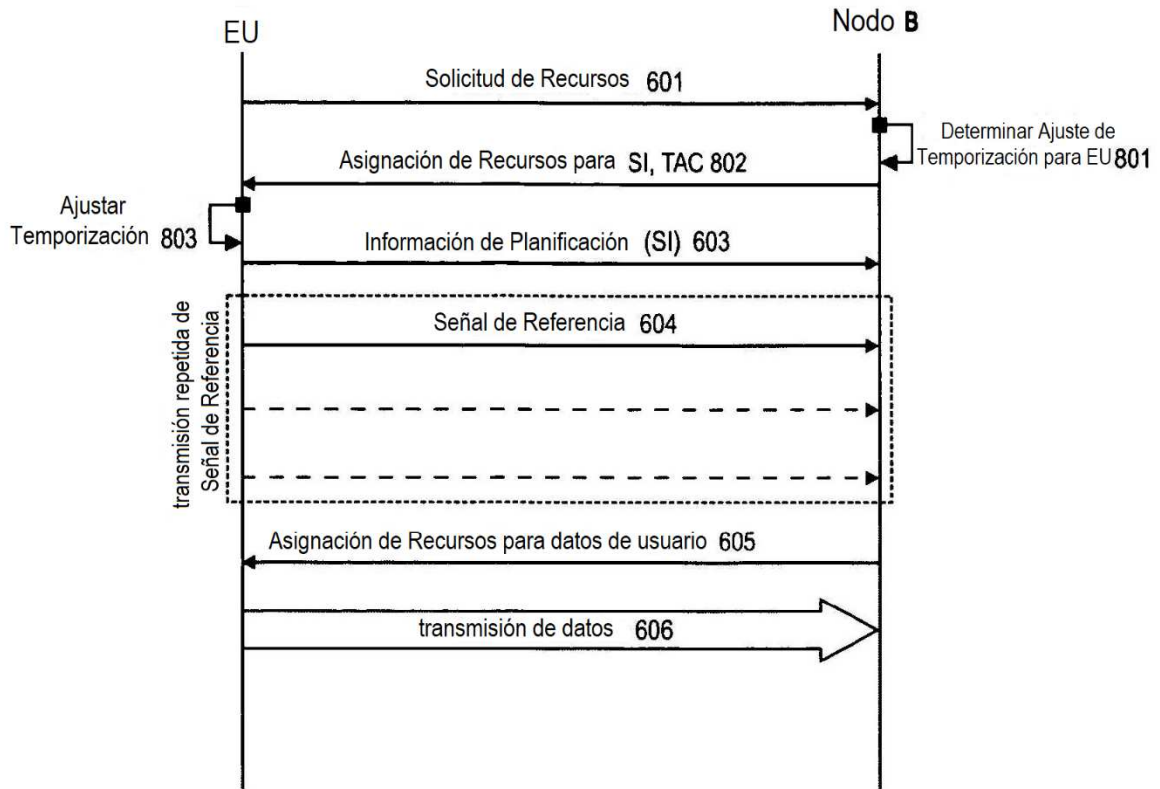 EU
Nodo B
Solicitud de Recursos 601
Determinar Ajuste de
Temporización para EU 801
Asignación de Recursos para SI, TAC 802
Ajustar
Temporización 803
Información de Planificación (SI) 603
transmisión repetida de
Señal de Referencia
Señal de Referencia 604
Asignación de Recursos para datos de usuario 605
transmisión de datos 606